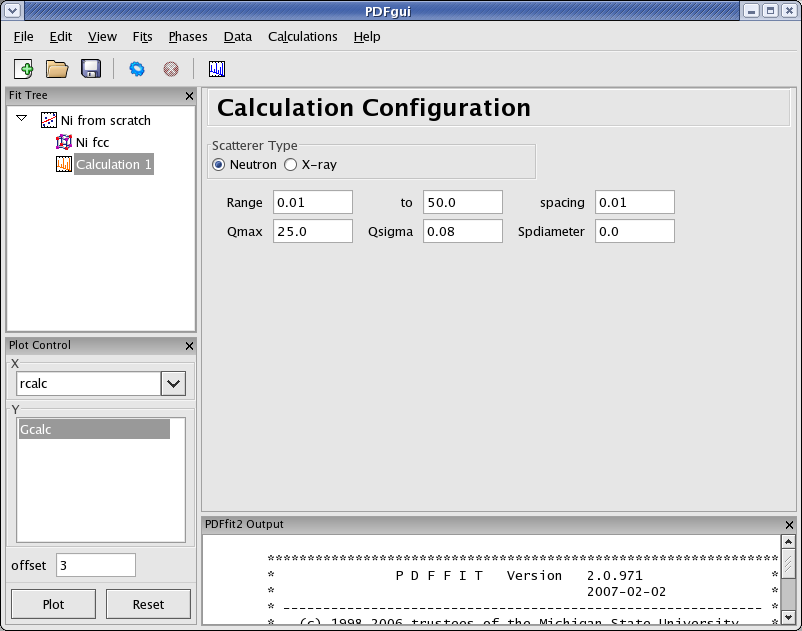 PDFgui
File Edit View Fits Phases Data Calculations Help
Fit Tree
Ni from scratch
Ni fcc
Calculation 1
Plot Control
X
rcalc
Y
Gcalc
offset 3
Plot Reset
Calculation Configuration
Scatterer Type
Neutron X-ray
Range 0.01 to 50.0 spacing 0.01
Qmax 25.0 Qsigma 0.08 Spdiameter 0.0
PDFfit2 Output
****************************************************************
* P D F F I T Version 2.0.971 *
* 2007-02-02 *
* ------------------------------------------------------------ *
* (c) 1998-2006 trustees of the Michigan State University *